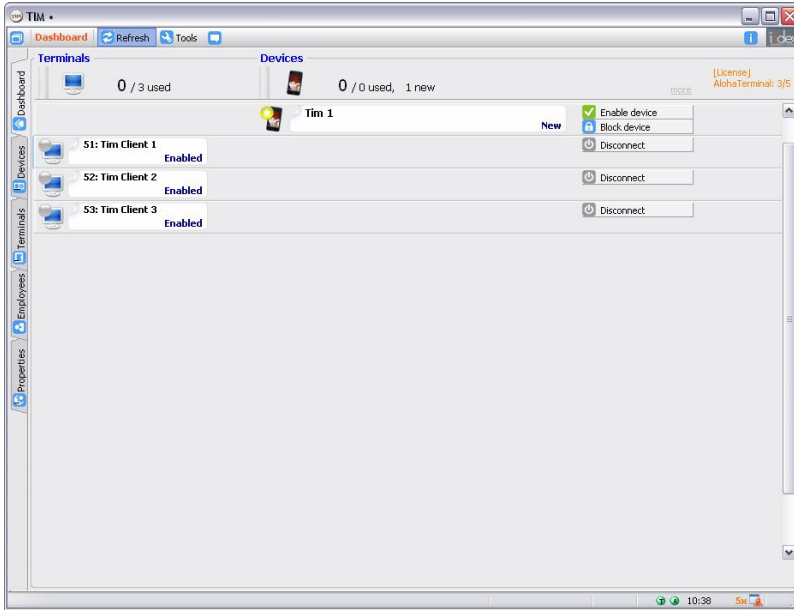 TIM •
Dashboard Refresh Tools
Terminals
0 / 3 used
Devices
0 / 0 used, 1 new
more
[License]
AlohaTerminal: 3/5
Tim 1
New
Enable device
Block device
51: Tim Client 1
Enabled
Disconnect
52: Tim Client 2
Enabled
Disconnect
53: Tim Client 3
Enabled
Disconnect
Dashboard
Devices
Terminals
Employees
Properties
10:38